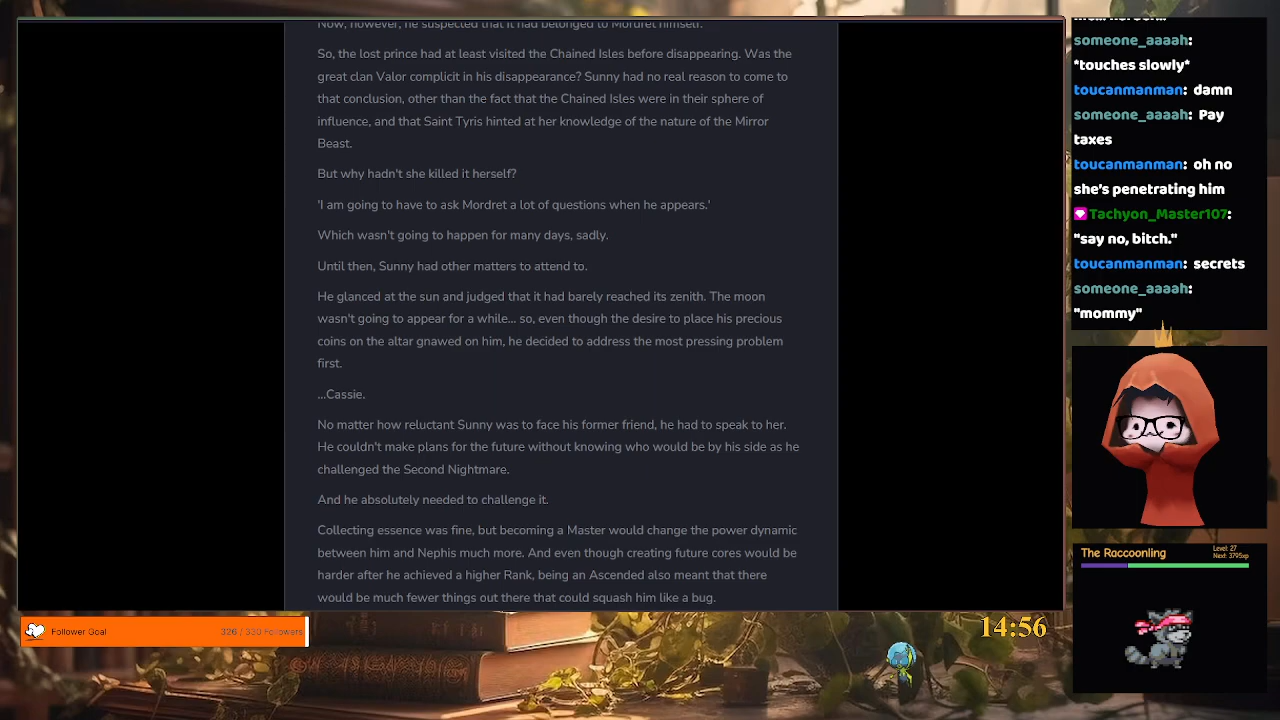 Now, however, he suspected that it had belonged to Mordret himself.
So, the lost prince had at least visited the Chained Isles before disappearing. Was the
great clan Valor complicit in his disappearance? Sunny had no real reason to come to
that conclusion, other than the fact that the Chained Isles were in their sphere of
influence, and that Saint Tyris hinted at her knowledge of the nature of the Mirror
Beast.
But why hadn't she killed it herself?
'I am going to have to ask Mordret a lot of questions when he appears.'
Which wasn't going to happen for many days, sadly.
Until then, Sunny had other matters to attend to.
He glanced at the sun and judged that it had barely reached its zenith. The moon
wasn't going to appear for a while... so, even though the desire to place his precious
coins on the altar gnawed on him, he decided to address the most pressing problem
first.
...Cassie.
No matter how reluctant Sunny was to face his former friend, he had to speak to her.
He couldn't make plans for the future without knowing who would be by his side as he
challenged the Second Nightmare.
And he absolutely needed to challenge it.
Collecting essence was fine, but becoming a Master would change the power dynamic
between him and Nephis much more. And even though creating future cores would be
harder after he achieved a higher Rank, being an Ascended also meant that there
would be much fewer things out there that could squash him like a bug.
someone_aaaah:
*touches slowly*
toucanmanman: damn
someone_aaaah: Pay
taxes
toucanmanman: oh no
she's penetrating him
Tachyon_Master107:
"say no, bitch."
toucanmanman: secrets
someone_aaaah:
"mommy"
The Raccoonling
Level: 27
Next: 3795xp
Follower Goal
326 / 330 Followers
14:56